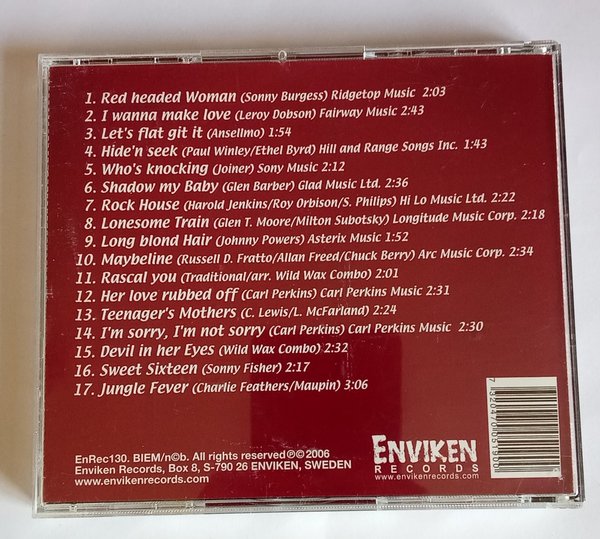 1. Red headed Woman (Sonny Burgess) Ridgetop Music 2:03
2. I wanna make love (Leroy Dobson) Fairway Music 2:43
3. Let's flat git it (Ansellmo) 1:54
4. Hide'n seek (Paul Winley/Ethel Byrd) Hill and Range Songs Inc. 1:43
5. Who's knocking (Joiner) Sony Music 2:12
6. Shadow my Baby (Glen Barber) Glad Music Ltd. 2:36
7. Rock House (Harold Jenkins/Roy Orbison/S. Philips) Hi Lo Music Ltd. 2:22
8. Lonesome Train (Glen T. Moore/Milton Subotsky) Longitude Music Corp. 2:18
9. Long blond Hair (Johnny Powers) Asterix Music 1:52
10. Maybeline (Russell D. Fratto/Allan Freed/Chuck Berry) Arc Music Corp. 2:34
11. Rascal you (Traditional/arr. Wild Wax Combo) 2:01
12. Her love rubbed off (Carl Perkins) Carl Perkins Music 2:31
13. Teenager's Mothers (C. Lewis/L. McFarland) 2:24
14. I'm sorry, I'm not sorry (Carl Perkins) Carl Perkins Music 2:30
15. Devil in her Eyes (Wild Wax Combo) 2:32
16. Sweet Sixteen (Sonny Fisher) 2:17
17. Jungle Fever (Charlie Feathers/Maupin) 3:06
EnRec130. BIEM/n©b. All rights reserved℗© 2006
Enviken Records, Box 8, S-790 26 ENVIKEN, SWEDEN
ENVIKEN
RECORDS
www.envikenrecords.com